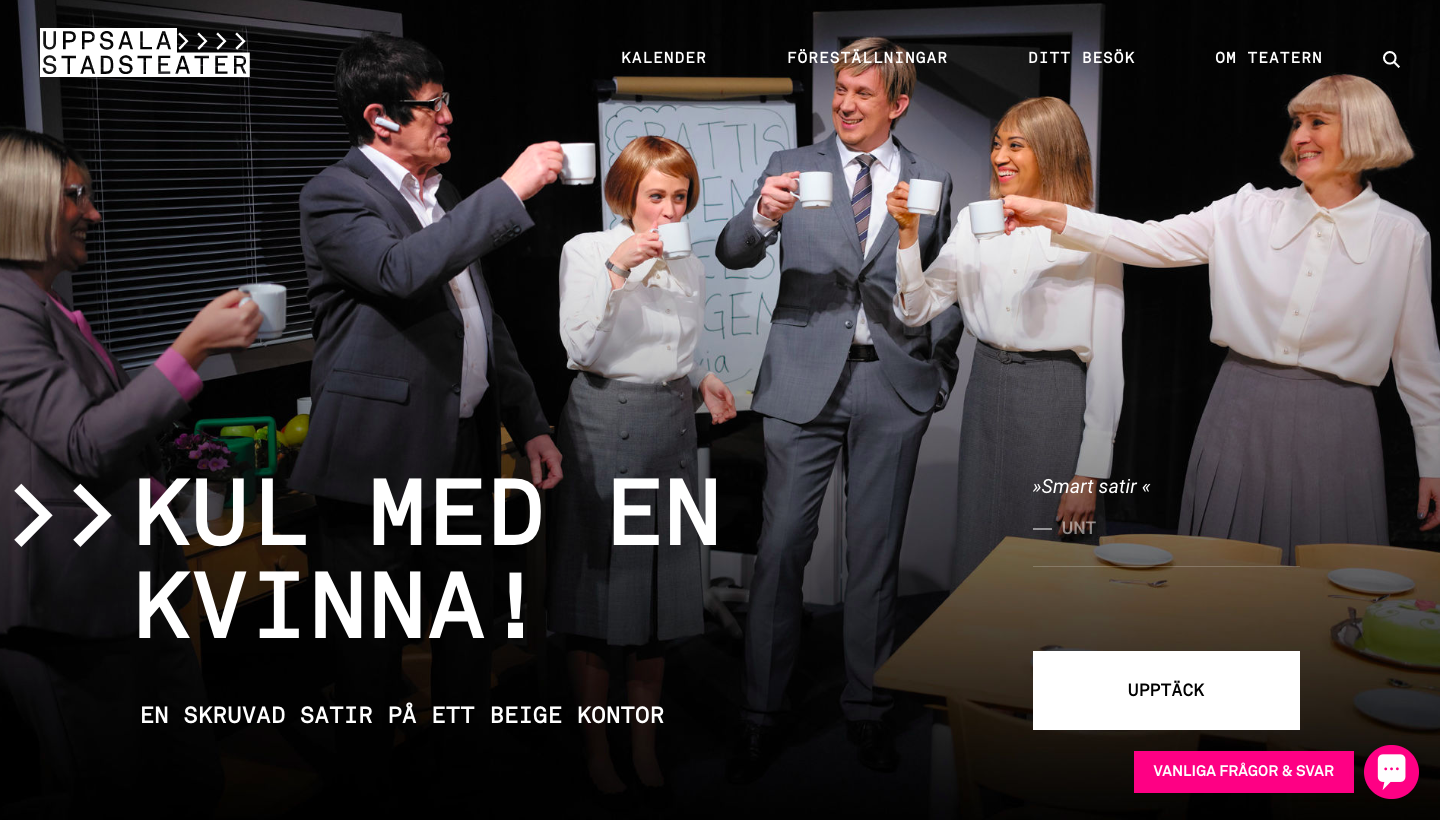 UPPSALA
STADSTEATER
KALENDER
FÖRESTÄLLNINGAR
DITT BESÖK
OM TEATERN
GRATTIS
KUL MED EN
KVINNA!
EN SKRUVAD SATIR PÅ ETT BEIGE KONTOR
»Smart satir «
— UNT
UPPTÄCK
VANLIGA FRÅGOR & SVAR